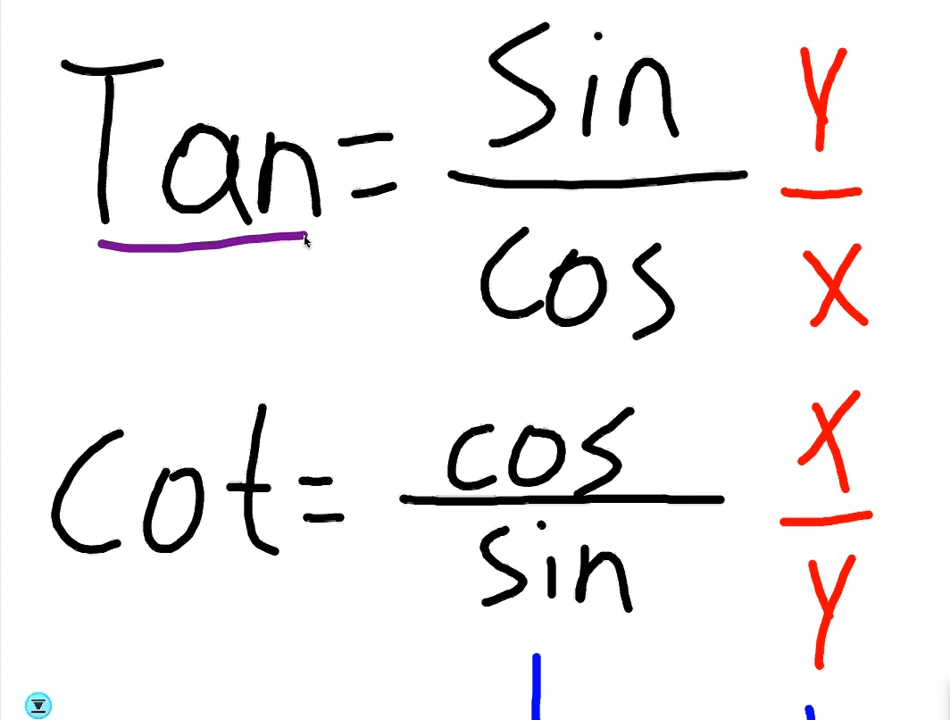 Tan = Sin / Cos Y / X
Cot = cos / sin X / Y